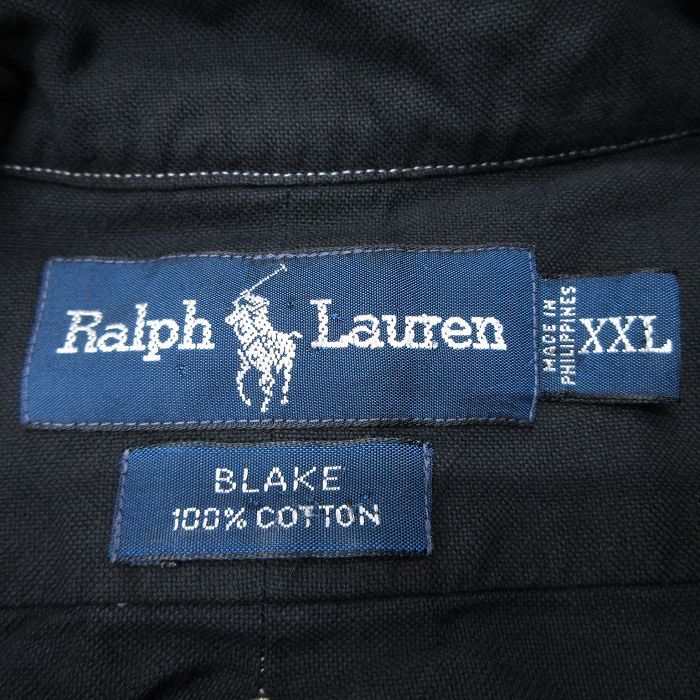 Ralph Lauren
MADE IN
PHILIPPINES
XXL
BLAKE
100% COTTON